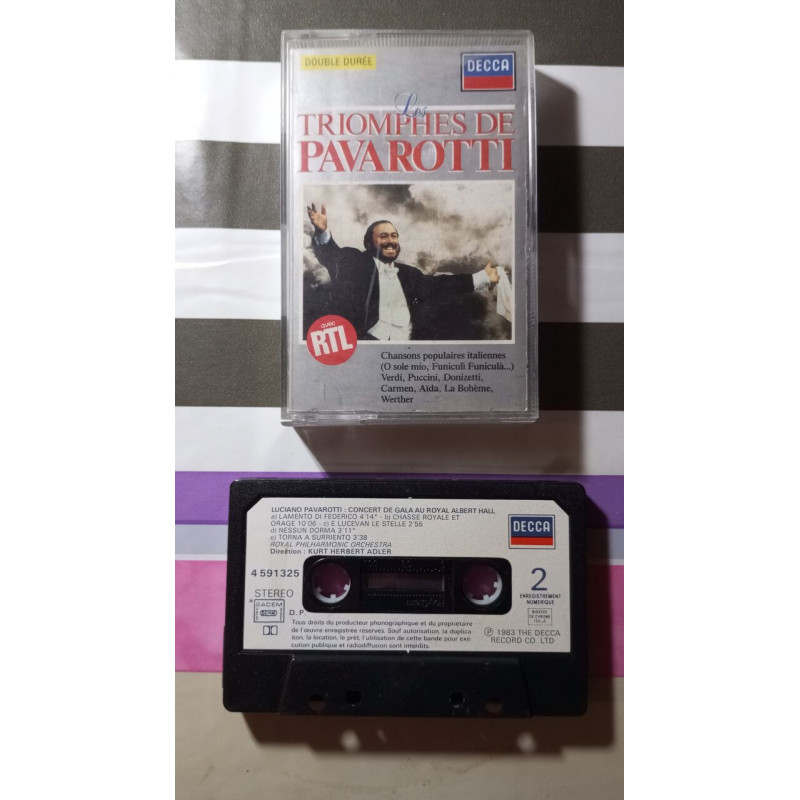 DOUBLE DURÉE
DECCA
Les
TRIOMPHES DE
PAVAROTTI
avec
RTL
Chansons populaires italiennes
(O sole mio, Funiculì Funiculà...)
Verdi, Puccini, Donizetti,
Carmen, Aïda, La Bohème,
Werther
LUCIANO PAVAROTTI : CONCERT DE GALA AU ROYAL ALBERT HALL
a) LAMENTO DI FEDERICO 4'14" - b) CHASSE ROYALE ET
ORAGE 10'06 - c) E LUCEVAN LE STELLE 2'55
d) NESSUN DORMA 3'11"
e) TORNA A SURRIENTO 3'38
ROYAL PHILHARMONIC ORCHESTRA
Direction : KURT HERBERT ADLER
DECCA
4 591325
STEREO
SACEM
D.P.
2
ENREGISTREMENT
NUMERIQUE
Tous droits du producteur phonographique et du propriétaire
de l'œuvre enregistrée réservés. Sauf autorisation, la duplica-
tion, la location, le prêt, l'utilisation de cette bande pour exé-
cution publique et radiodiffusion sont interdits.
Ⓟ 1983 THE DECCA
RECORD CO. LTD